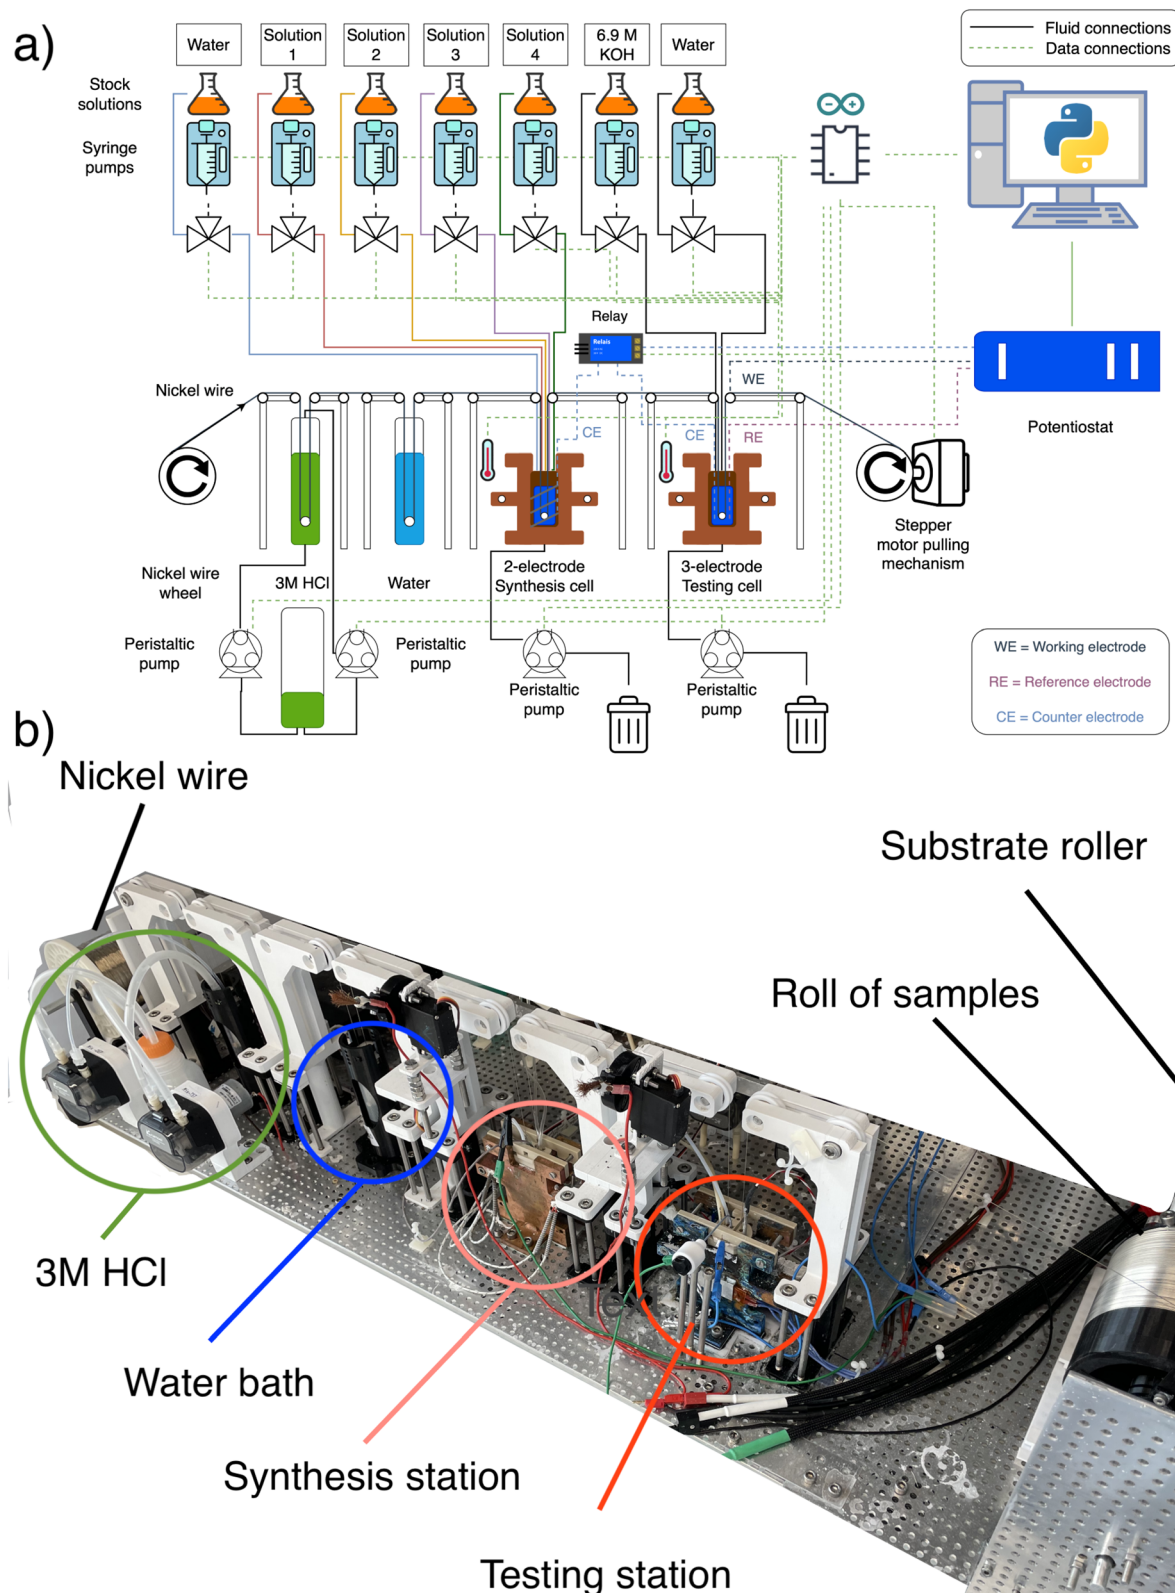 a)
Water
Solution
1
Solution
2
Solution
3
Solution
4
6.9 M
KOH
Water
Fluid connections
Data connections
Stock
solutions
Syringe
pumps
Relay
Relais
Nickel wire
WE
CE
CE
RE
Potentiostat
Stepper
motor pulling
mechanism
Nickel wire
wheel
3M HCl
Water
2-electrode
Synthesis cell
3-electrode
Testing cell
Peristaltic
pump
Peristaltic
pump
Peristaltic
pump
Peristaltic
pump
WE = Working electrode
RE = Reference electrode
CE = Counter electrode
b)
Nickel wire
Substrate roller
Roll of samples
3M HCl
Water bath
Synthesis station
Testing station